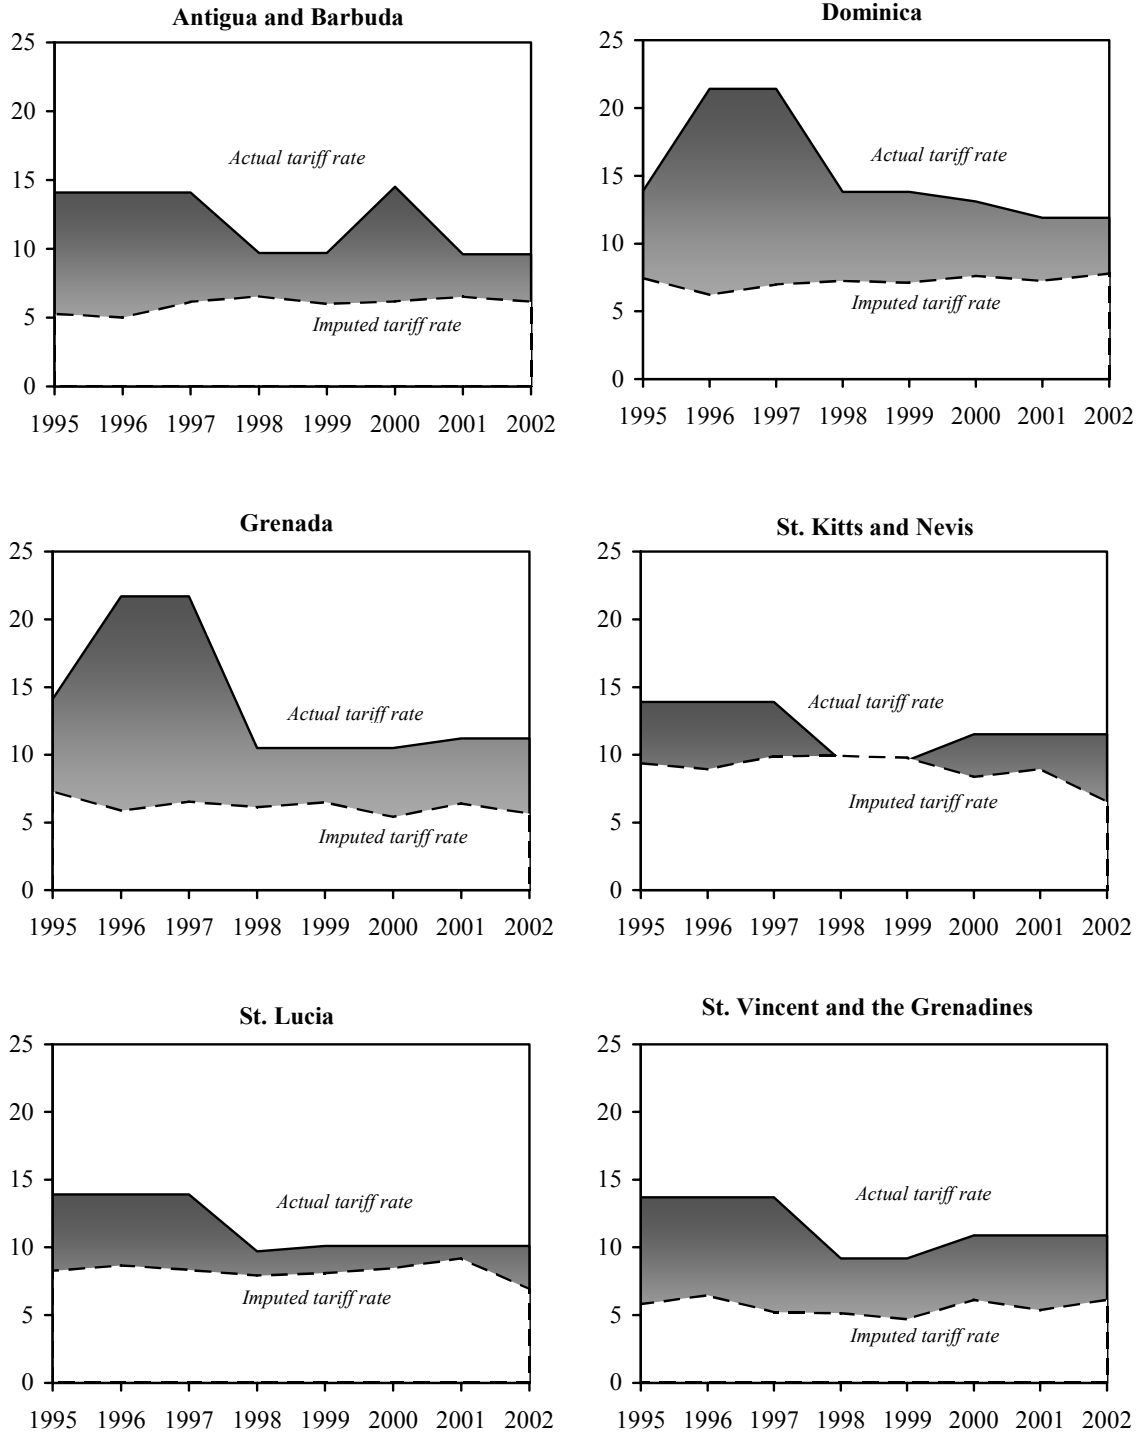 Antigua and Barbuda
25
20
15
10
5
0
Actual tariff rate
Imputed tariff rate
1995 1996 1997 1998 1999 2000 2001 2002
Dominica
25
20
15
10
5
0
Actual tariff rate
Imputed tariff rate
1995 1996 1997 1998 1999 2000 2001 2002
Grenada
25
20
15
10
5
0
Actual tariff rate
Imputed tariff rate
1995 1996 1997 1998 1999 2000 2001 2002
St. Kitts and Nevis
25
20
15
10
5
0
Actual tariff rate
Imputed tariff rate
1995 1996 1997 1998 1999 2000 2001 2002
St. Lucia
25
20
15
10
5
0
Actual tariff rate
Imputed tariff rate
1995 1996 1997 1998 1999 2000 2001 2002
St. Vincent and the Grenadines
25
20
15
10
5
0
Actual tariff rate
Imputed tariff rate
1995 1996 1997 1998 1999 2000 2001 2002